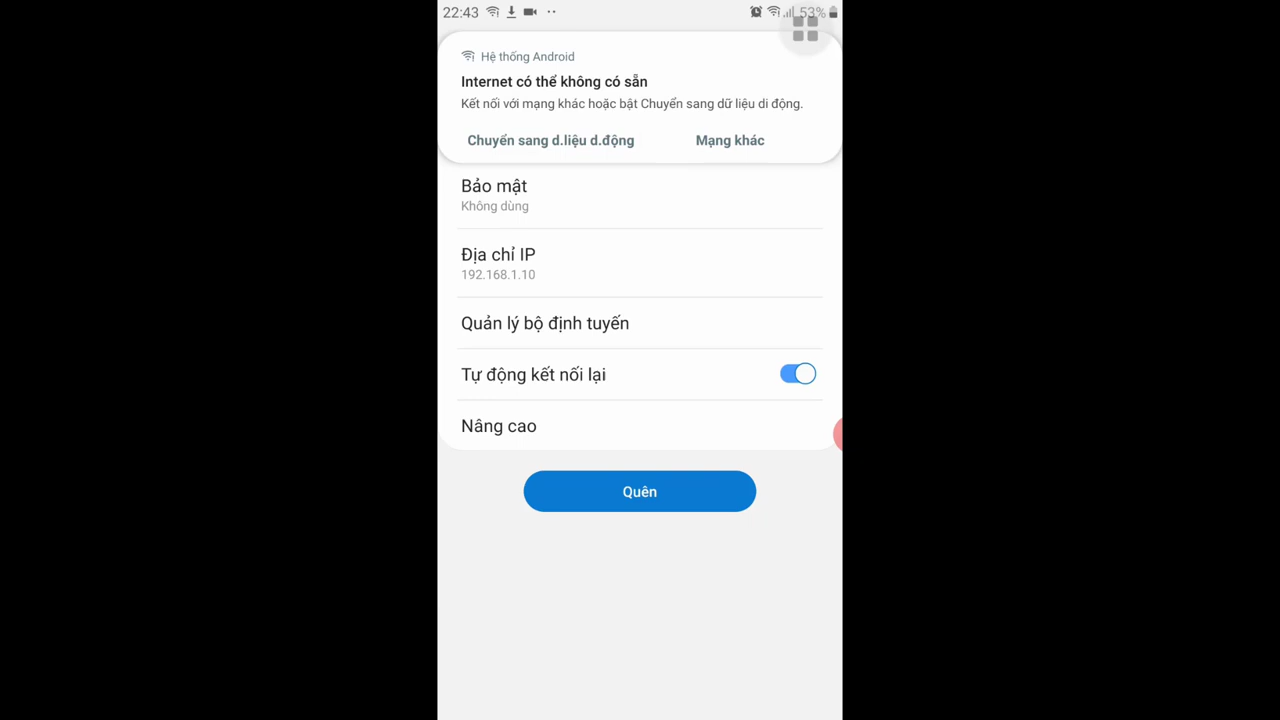 22:43
53%
Hệ thống Android
Internet có thể không có sẵn
Kết nối với mạng khác hoặc bật Chuyển sang dữ liệu di động.
Chuyển sang d.liệu d.động Mạng khác
Bảo mật
Không dùng
Địa chỉ IP
192.168.1.10
Quản lý bộ định tuyến
Tự động kết nối lại
Nâng cao
Quên